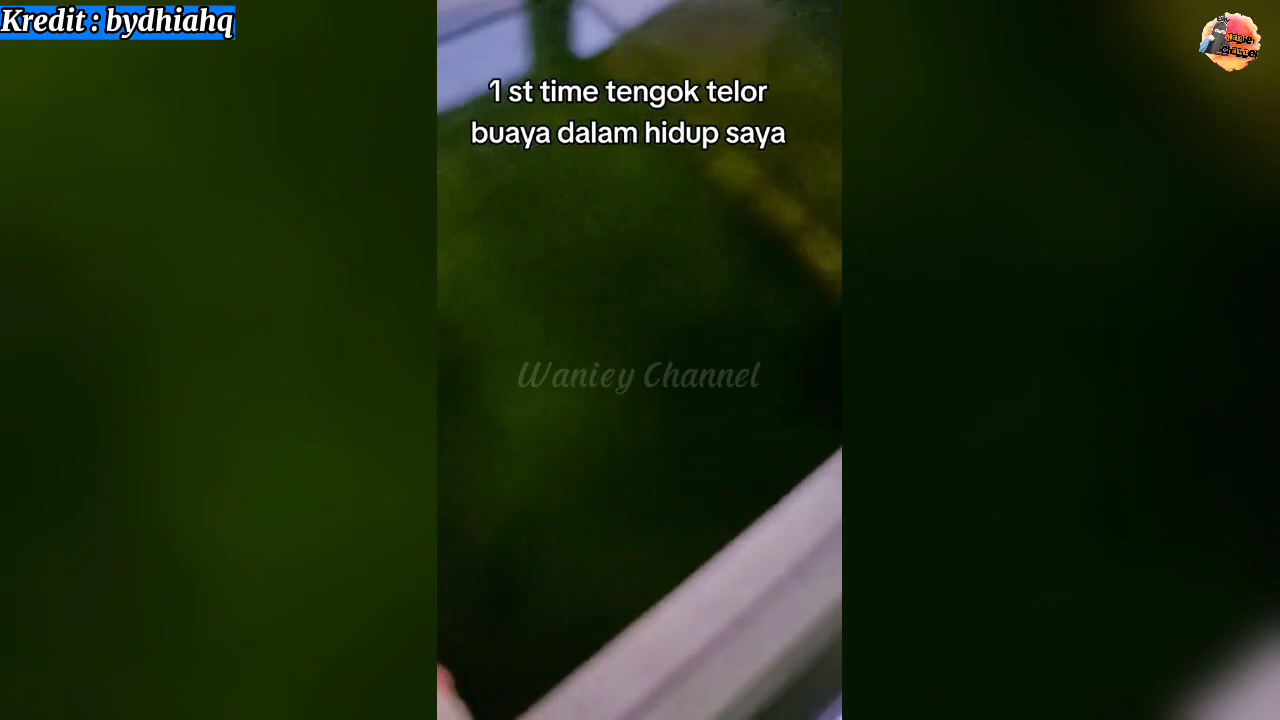 Kredit : bydhiahq
1 st time tengok telor
buaya dalam hidup saya
Waniey Channel